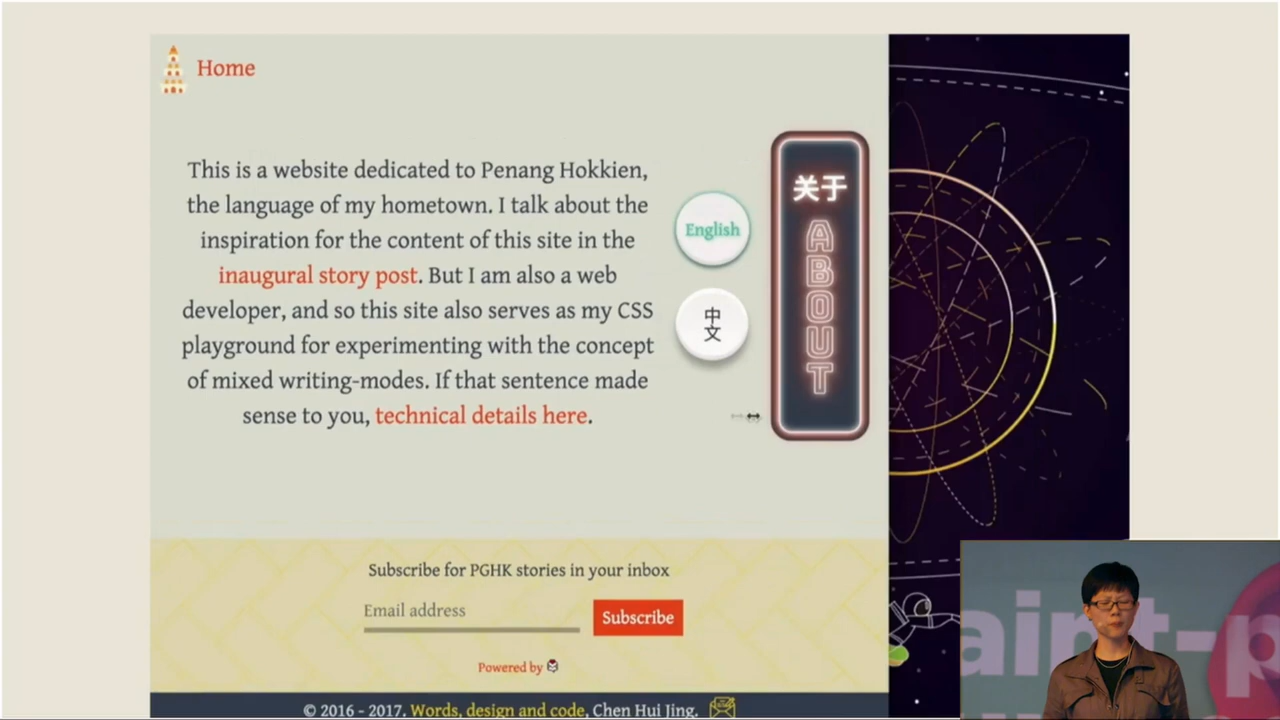 Home
This is a website dedicated to Penang Hokkien,
the language of my hometown. I talk about the
inspiration for the content of this site in the
inaugural story post. But I am also a web
developer, and so this site also serves as my CSS
playground for experimenting with the concept
of mixed writing-modes. If that sentence made
sense to you, technical details here.
English
中文
关于
ABOUT
Subscribe for PGHK stories in your inbox
Email address
Subscribe
Powered by
© 2016 - 2017. Words, design and code, Chen Hui Jing.
aint-p